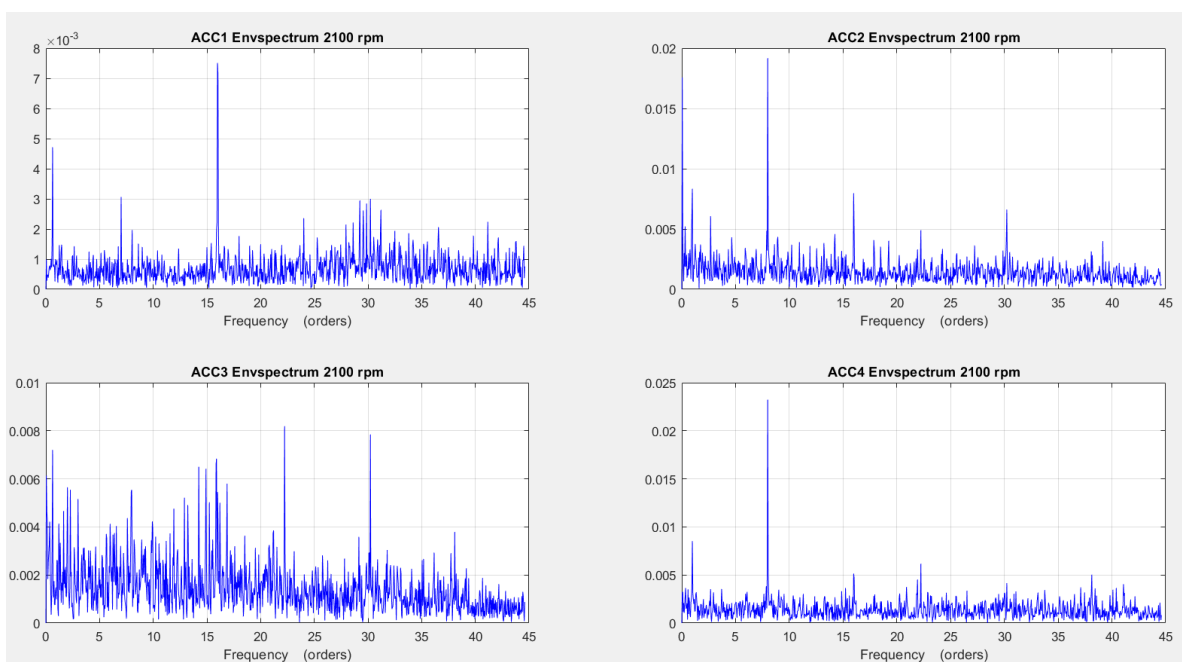 ACC1 Envspectrum 2100 rpm
×10-3
8
7
6
5
4
3
2
1
0
0 5 10 15 20 25 30 35 40 45
Frequency (orders)
ACC2 Envspectrum 2100 rpm
0.02
0.015
0.01
0.005
0
0 5 10 15 20 25 30 35 40 45
Frequency (orders)
ACC3 Envspectrum 2100 rpm
0.01
0.008
0.006
0.004
0.002
0
0 5 10 15 20 25 30 35 40 45
Frequency (orders)
ACC4 Envspectrum 2100 rpm
0.025
0.02
0.015
0.01
0.005
0
0 5 10 15 20 25 30 35 40 45
Frequency (orders)